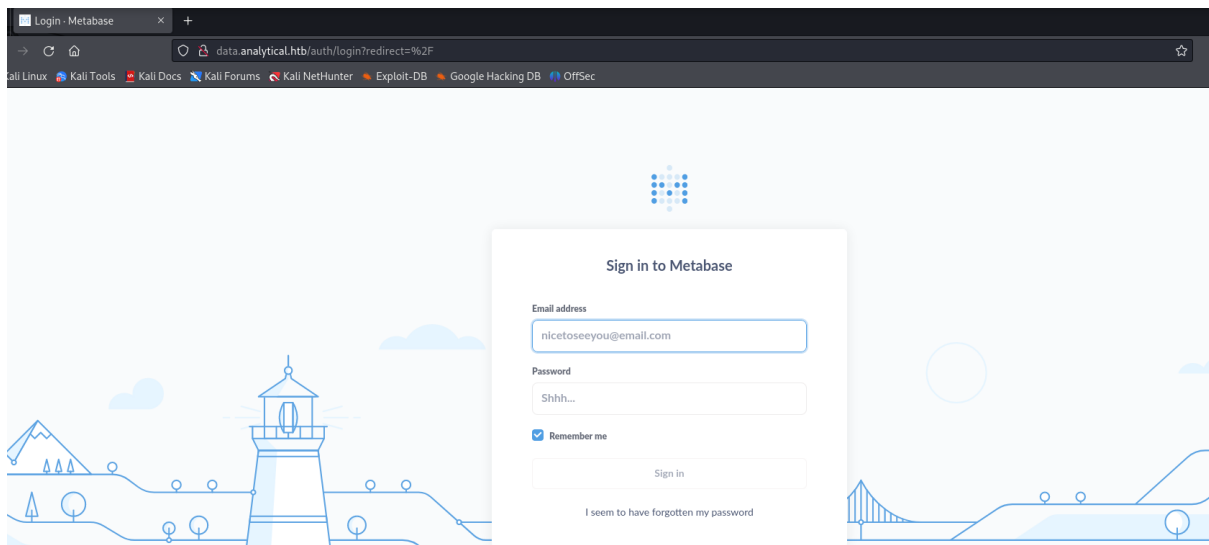 Login · Metabase × +
data.analytical.htb/auth/login?redirect=%2F
Kali Linux Kali Tools Kali Docs Kali Forums Kali NetHunter Exploit-DB Google Hacking DB OffSec
Sign in to Metabase
Email address
nicetoseeyou@email.com
Password
Shhh...
Remember me
Sign in
I seem to have forgotten my password